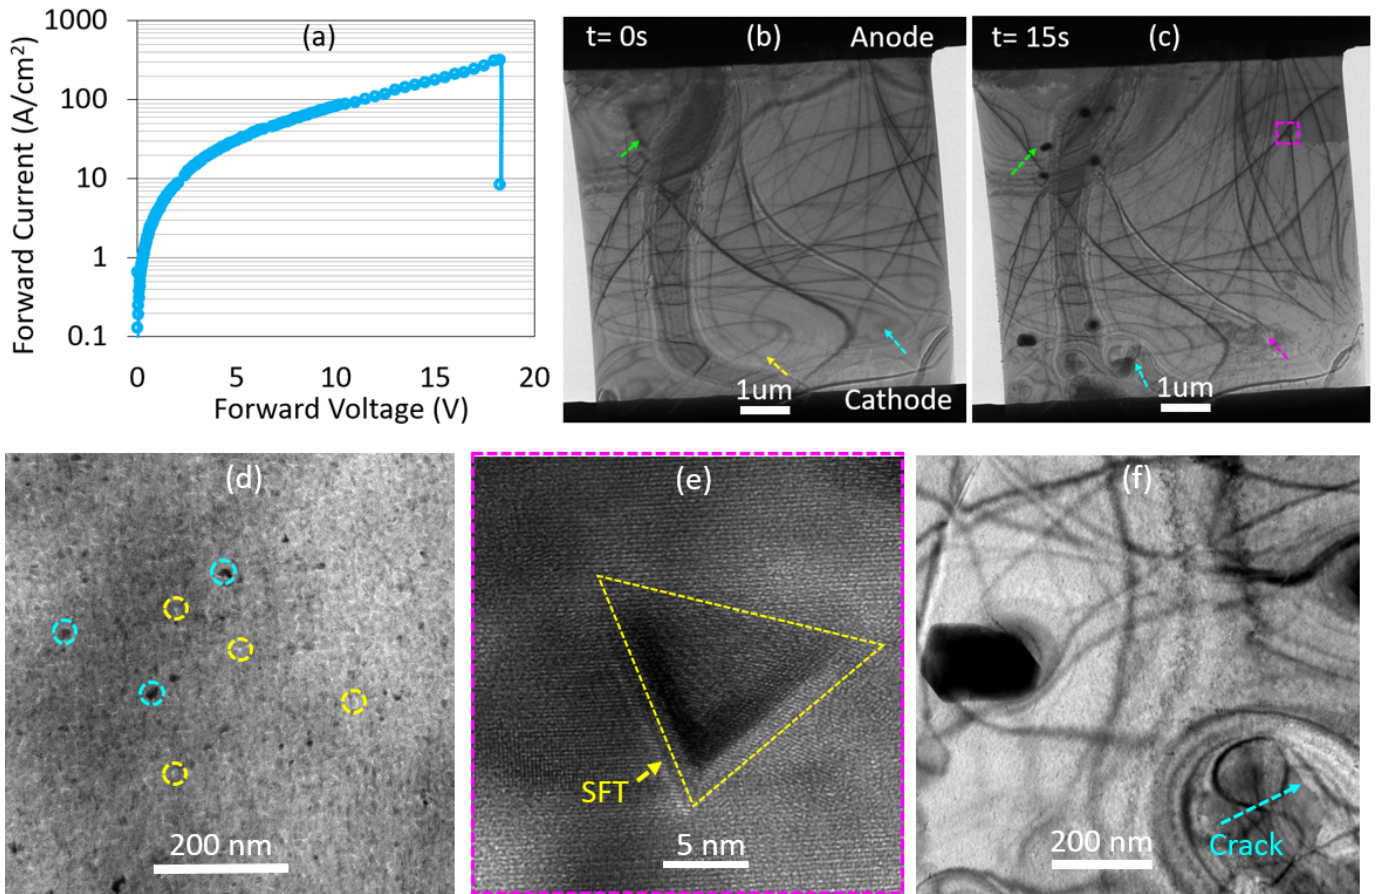 Forward Current (A/cm²)
1000
100
10
1
0.1
(a)
0 5 10 15 20
Forward Voltage (V)
t= 0s (b) Anode
1um
Cathode
t= 15s (c)
1um
(d)
200 nm
(e)
SFT
5 nm
(f)
200 nm
Crack